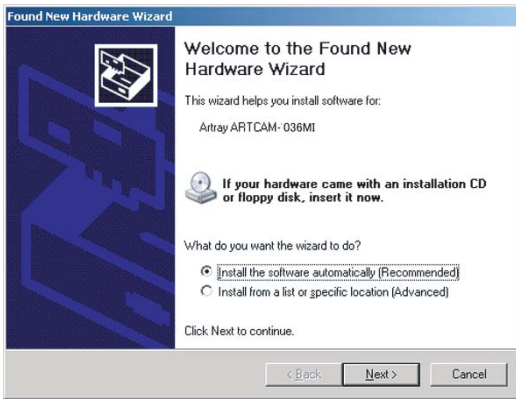 Found New Hardware Wizard
Welcome to the Found New
Hardware Wizard
This wizard helps you install software for:
Artray ARTCAM-'036MI
If your hardware came with an installation CD
or floppy disk, insert it now.
What do you want the wizard to do?
Install the software automatically (Recommended)
Install from a list or specific location (Advanced)
Click Next to continue.
< Back Next > Cancel